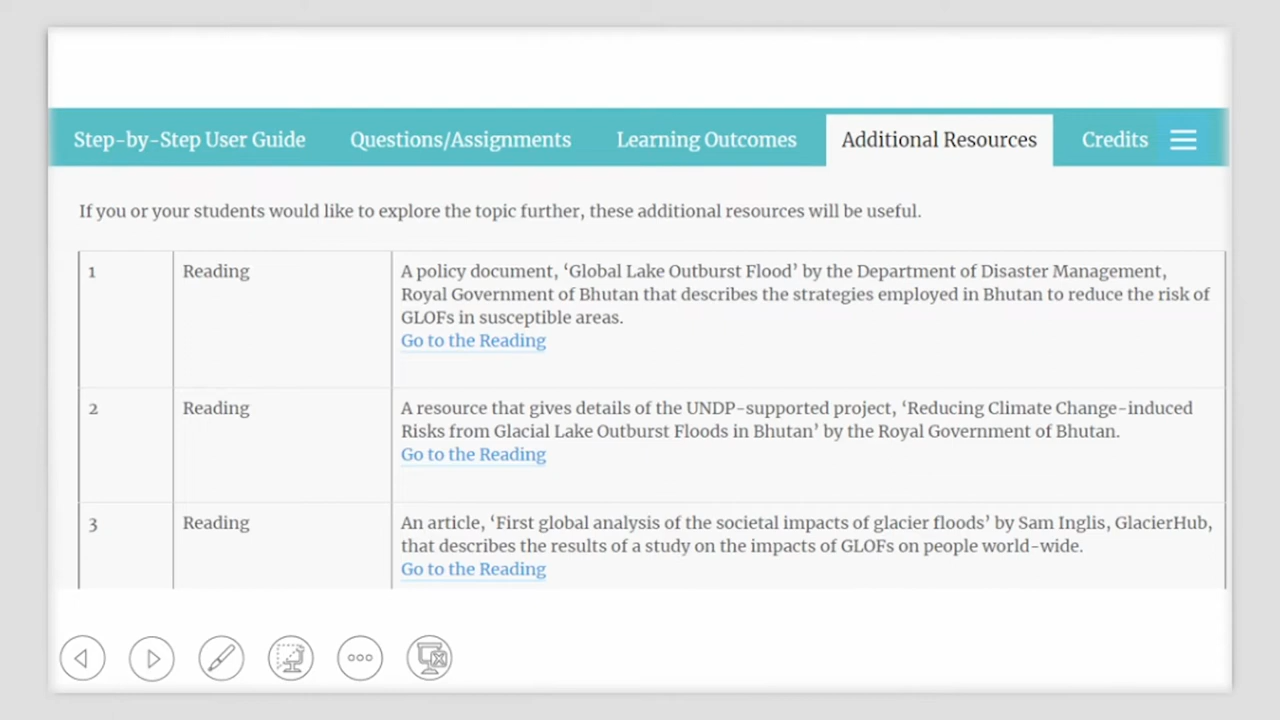 Step-by-Step User Guide Questions/Assignments Learning Outcomes Additional Resources Credits
If you or your students would like to explore the topic further, these additional resources will be useful.
1 Reading A policy document, ‘Global Lake Outburst Flood’ by the Department of Disaster Management,
Royal Government of Bhutan that describes the strategies employed in Bhutan to reduce the risk of
GLOFs in susceptible areas.
Go to the Reading
2 Reading A resource that gives details of the UNDP-supported project, ‘Reducing Climate Change-induced
Risks from Glacial Lake Outburst Floods in Bhutan’ by the Royal Government of Bhutan.
Go to the Reading
3 Reading An article, ‘First global analysis of the societal impacts of glacier floods’ by Sam Inglis, GlacierHub,
that describes the results of a study on the impacts of GLOFs on people world-wide.
Go to the Reading